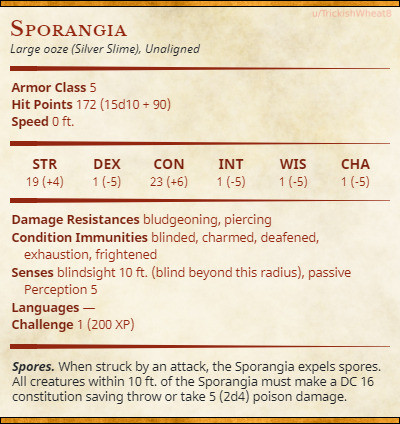 u/TrickishWheat8
Sporangia
Large ooze (Silver Slime), Unaligned
Armor Class 5
Hit Points 172 (15d10 + 90)
Speed 0 ft.
STR DEX CON INT WIS CHA
19 (+4) 1 (-5) 23 (+6) 1 (-5) 1 (-5) 1 (-5)
Damage Resistances bludgeoning, piercing
Condition Immunities blinded, charmed, deafened,
exhaustion, frightened
Senses blindsight 10 ft. (blind beyond this radius), passive
Perception 5
Languages —
Challenge 1 (200 XP)
Spores. When struck by an attack, the Sporangia expels spores.
All creatures within 10 ft. of the Sporangia must make a DC 16
constitution saving throw or take 5 (2d4) poison damage.